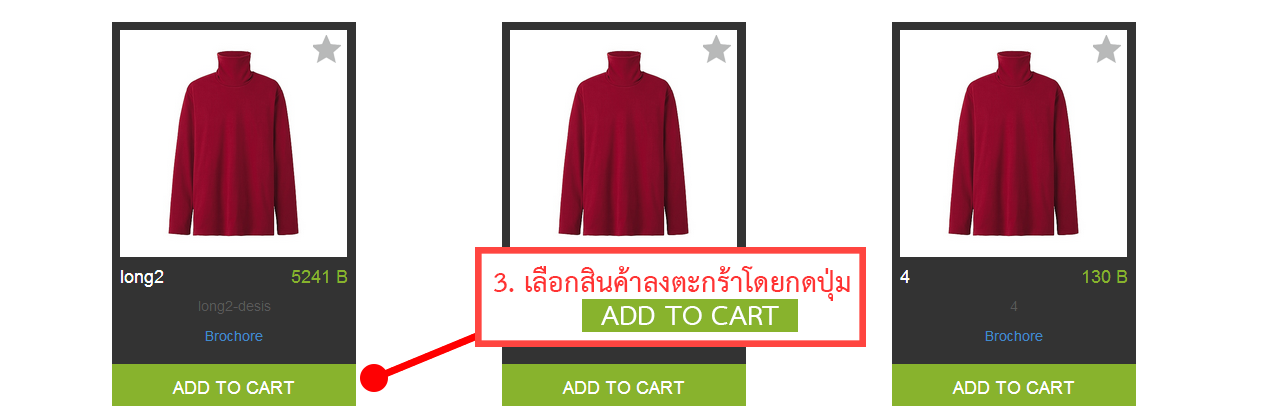 long2 5241 B
long2-desis
Brochore
ADD TO CART
3. เลือกสินค้าลงตะกร้าโดยกดปุ่ม
ADD TO CART
ADD TO CART
4 130 B
4
Brochore
ADD TO CART